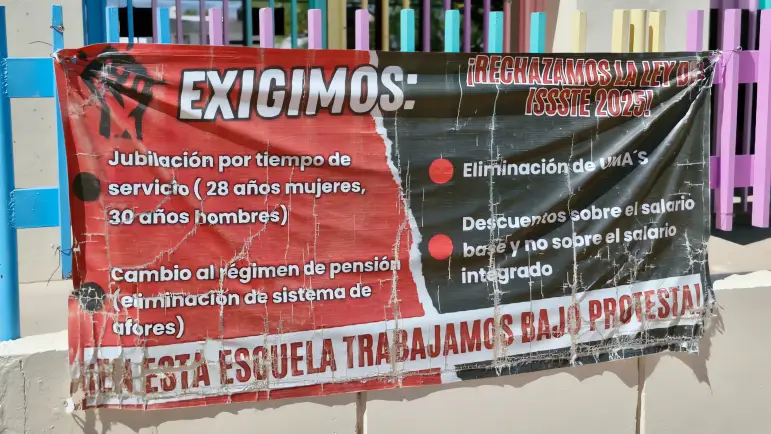 EXIGIMOS:
¡RECHAZAMOS LA LEY DE
ISSSTE 2025!
Jubilación por tiempo de
servicio ( 28 años mujeres,
30 años hombres)
Cambio al régimen de pensión
( eliminación de sistema de
afores)
Eliminación de UMA´S
Descuentos sobre el salario
base y no sobre el salario
integrado
¡EN ESTA ESCUELA TRABAJAMOS BAJO PROTESTA!